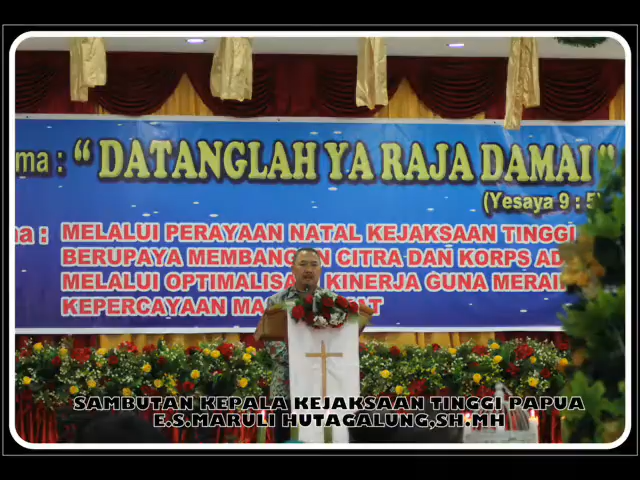 ma : " DATANGLAH YA RAJA DAMAI "
(Yesaya 9 : 5)
a : MELALUI PERAYAAN NATAL KEJAKSAAN TINGGI
BERUPAYA MEMBANGUN CITRA DAN KORPS AD
MELALUI OPTIMALISASI KINERJA GUNA MERAI
KEPERCAYAAN MA AT
SAMBUTAN KEPALA KEJAKSAAN TINGGI PAPUA
E.S.MARULI HUTAGALUNG,SH.MH